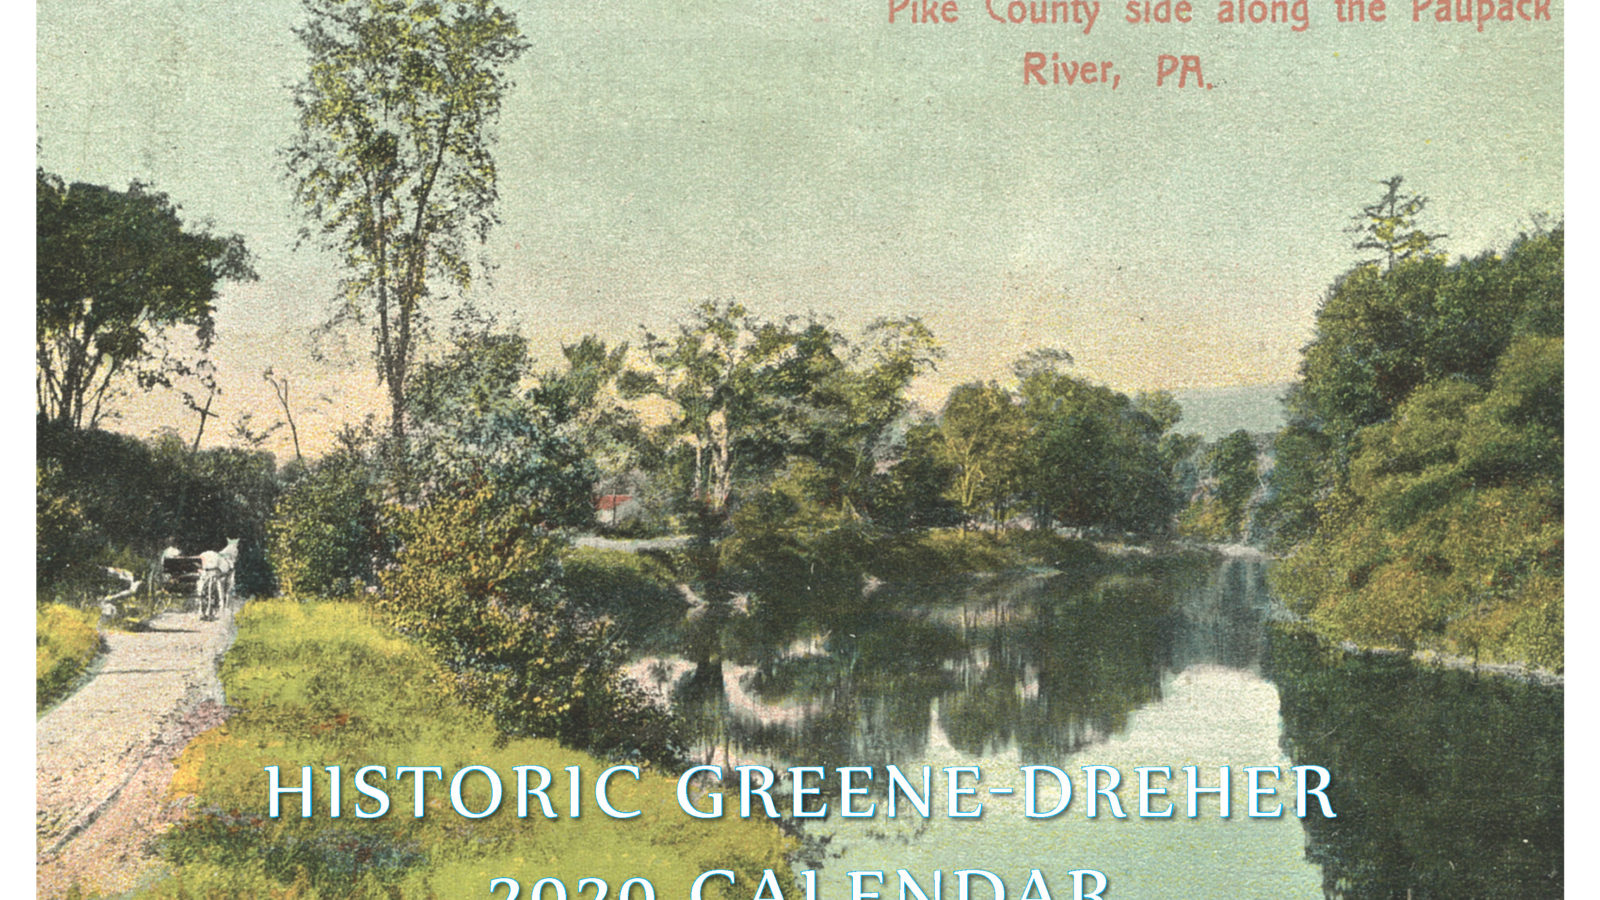 Pike County side along the Paupack
River, PA.
HISTORIC GREENE-DREHER
2020 CALENDAR